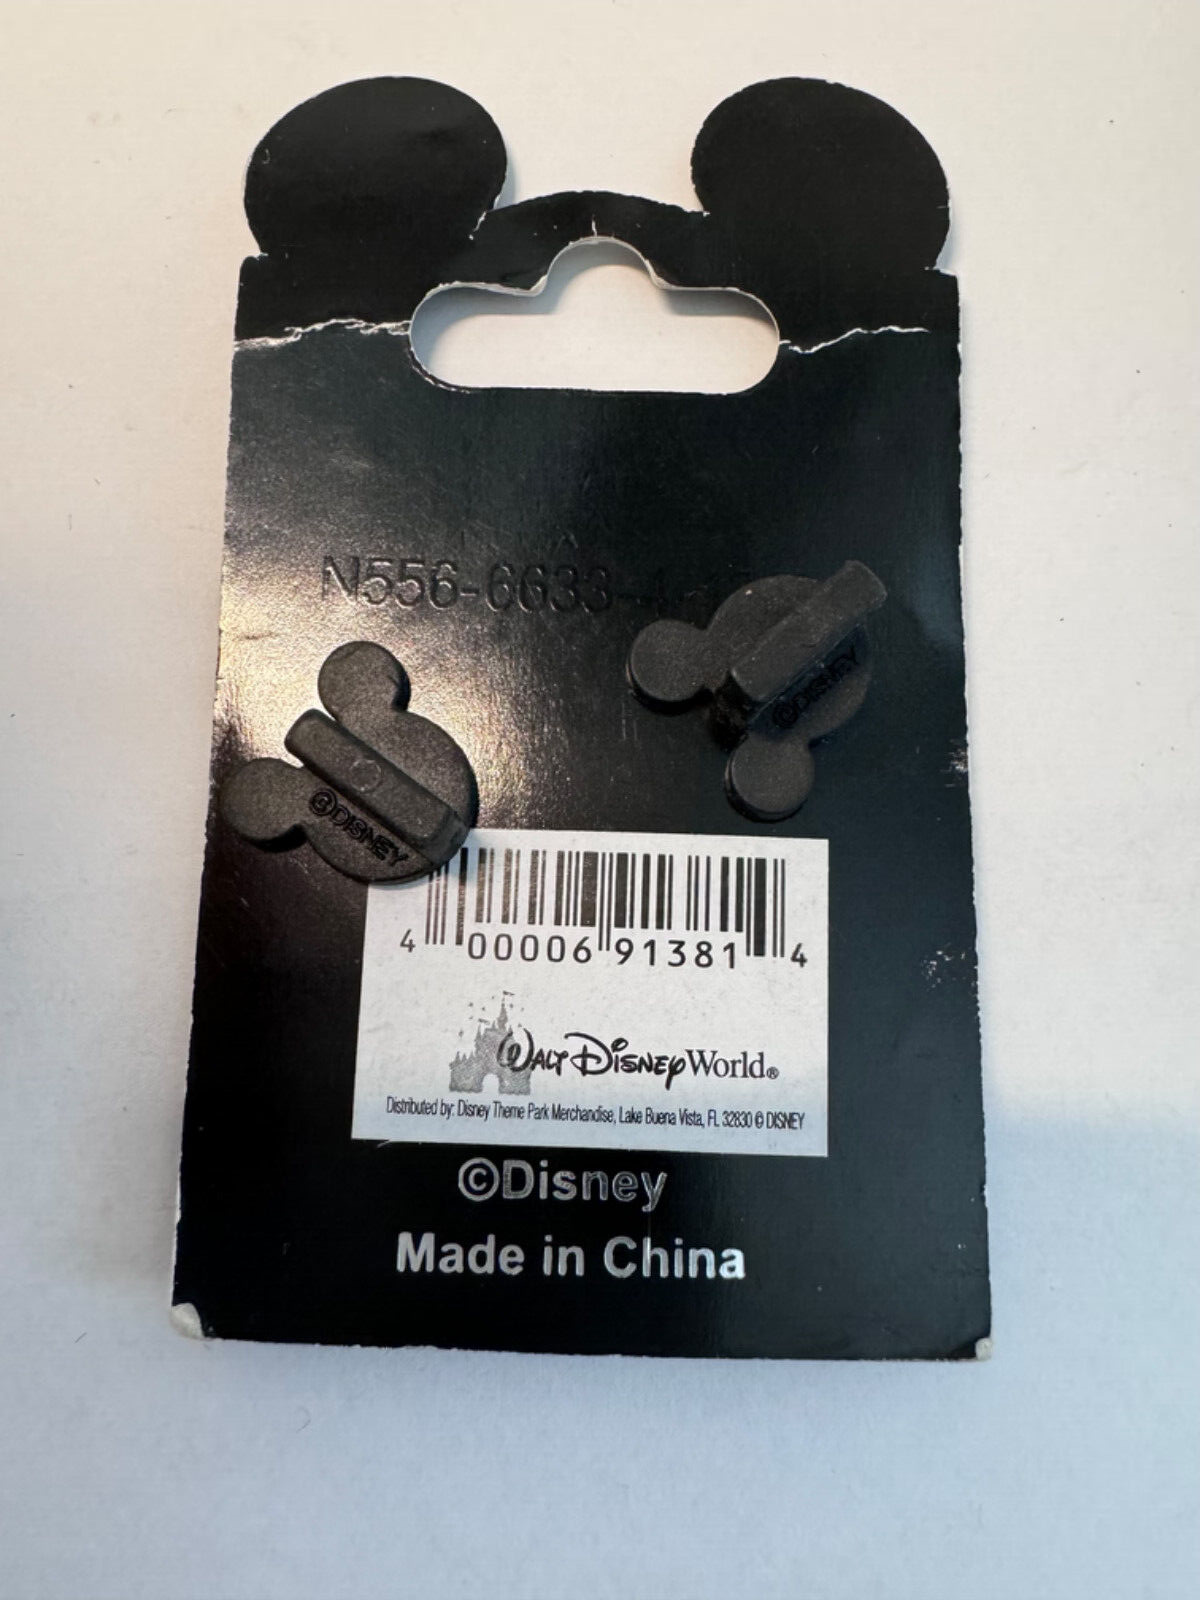 N556-6633-4
©DISNEY
©DISNEY
4 00006 91381 4
WALT DISNEY World®
Distributed by: Disney Theme Park Merchandise, Lake Buena Vista, FL 32830 © DISNEY
©Disney
Made in China